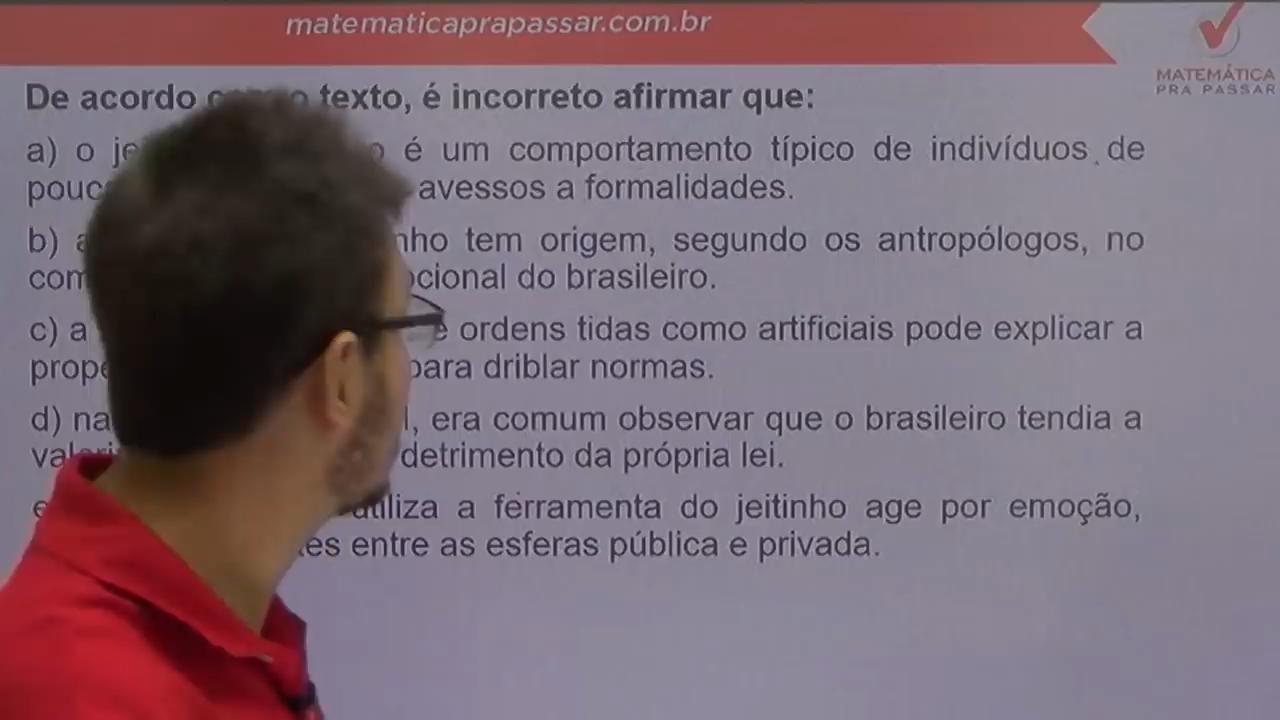 matematicaprapassar.com.br
MATEMÁTICA
PRA PASSAR
De acordo texto, é incorreto afirmar que:
a) o é um comportamento típico de indivíduos de
avessos a formalidades.
b) tem origem, segundo os antropólogos, no
do brasileiro.
c) a ordens tidas como artificiais pode explicar a
para driblar normas.
d) era comum observar que o brasileiro tendia a
detrimento da própria lei.
utiliza a ferramenta do jeitinho age por emoção,
entre as esferas pública e privada.